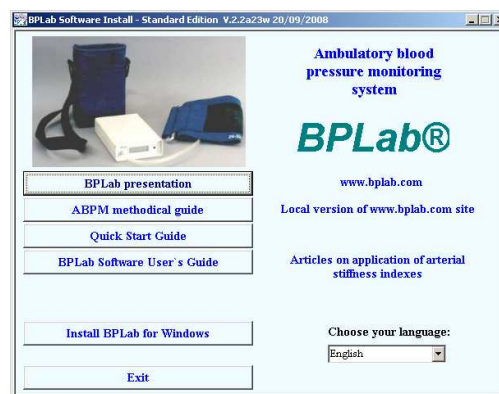 BPLab Software Install - Standard Edition V.2.2a23w 20/09/2008
Ambulatory blood
pressure monitoring
system
BPLab®
BPLab presentation
www.bplab.com
ABPM methodical guide
Local version of www.bplab.com site
Quick Start Guide
BPLab Software User`s Guide
Articles on application of arterial
stiffness indexes
Install BPLab for Windows
Choose your language:
English
Exit